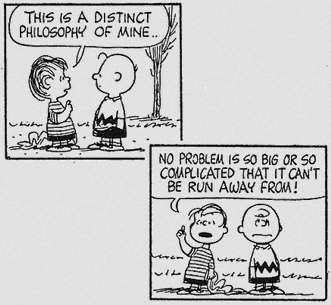 THIS IS A DISTINCT
PHILOSOPHY OF MINE..
NO PROBLEM IS SO BIG OR SO
COMPLICATED THAT IT CAN'T
BE RUN AWAY FROM!